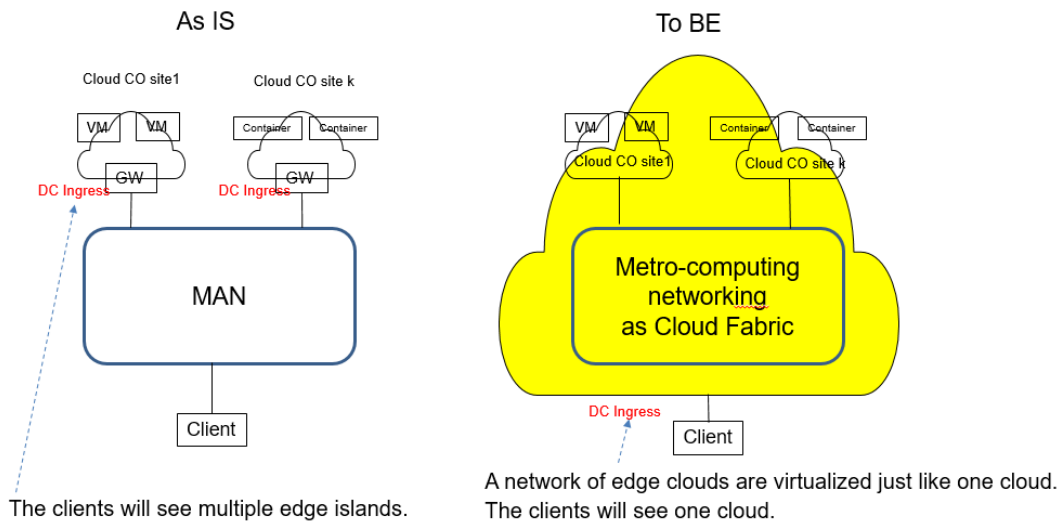 As IS
Cloud CO site1
Cloud CO site k
VM
VM
Container
Container
GW
GW
DC Ingress
DC Ingress
MAN
Client
The clients will see multiple edge islands.
To BE
VM
VM
Container
Container
Cloud CO site1
Cloud CO site k
Metro-computing
networking
as Cloud Fabric
DC Ingress
Client
A network of edge clouds are virtualized just like one cloud.
The clients will see one cloud.